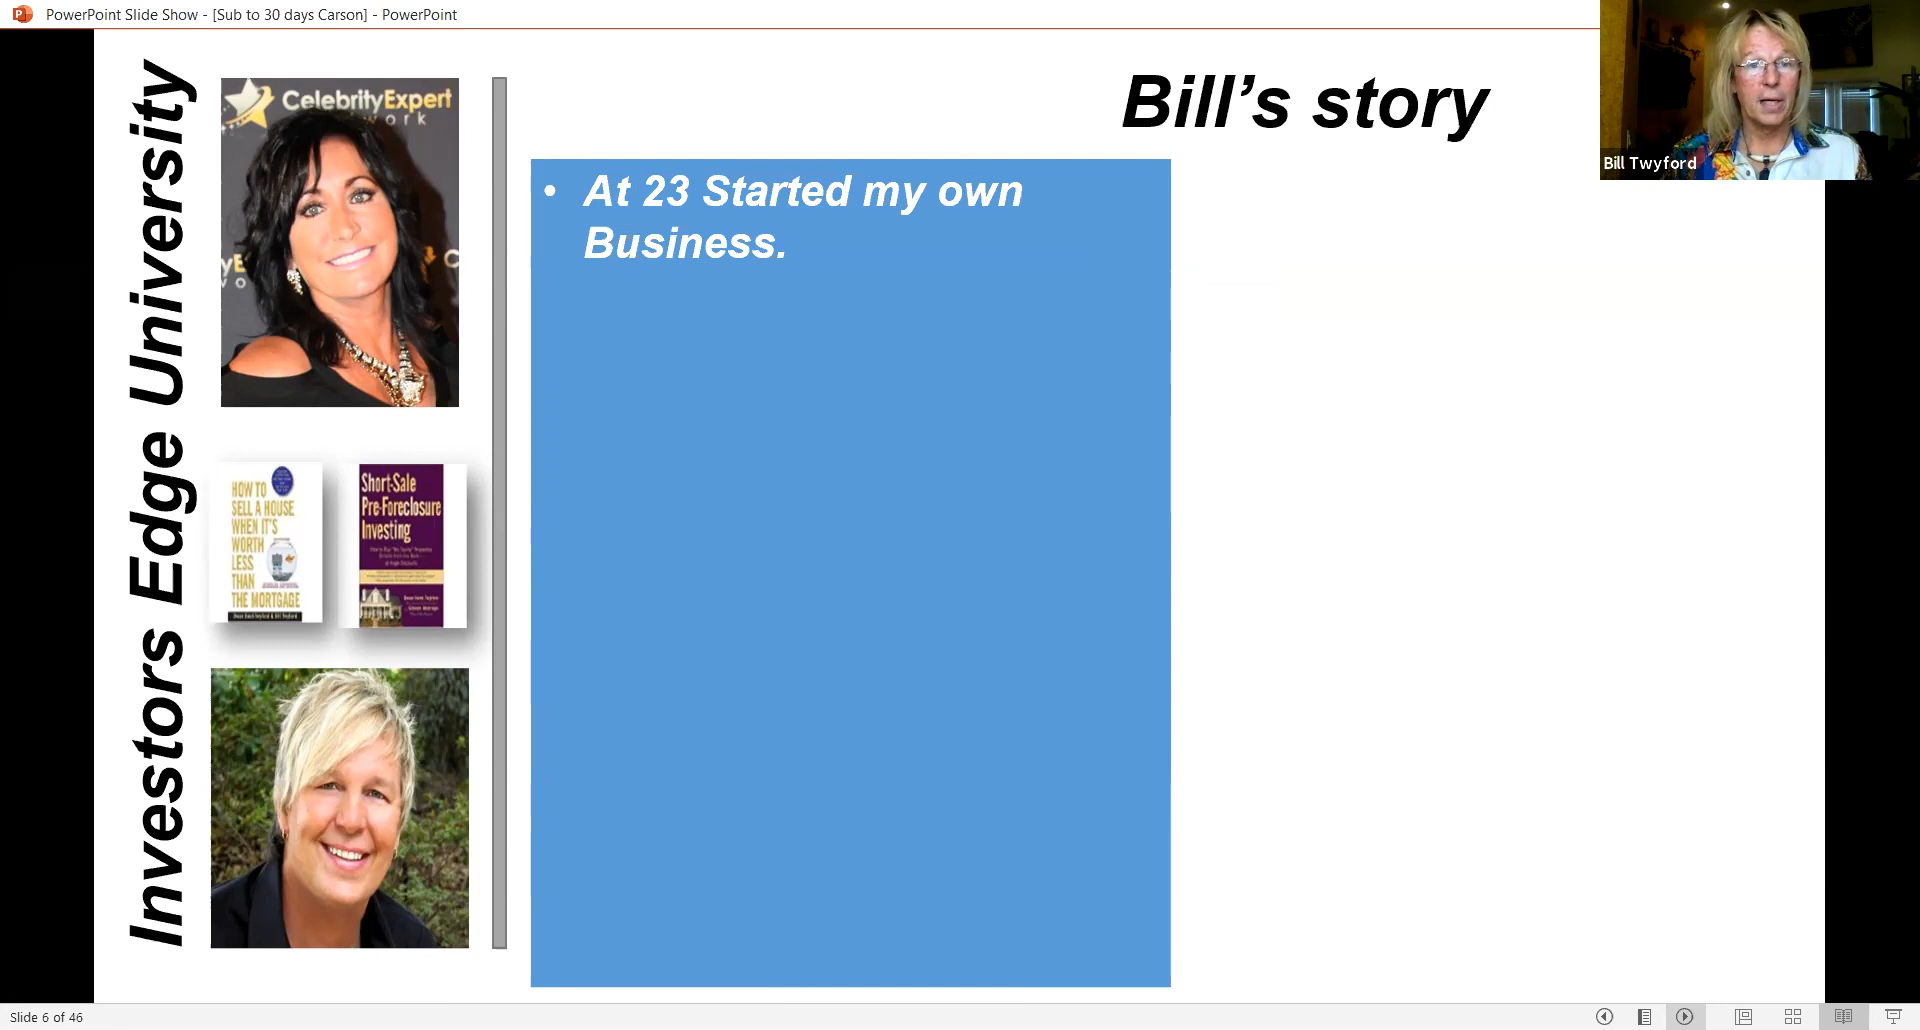 PowerPoint Slide Show - [Sub to 30 days Carson] - PowerPoint
Bill Twyford
Investors Edge University
CelebrityExpert
work
Bill’s story
• At 23 Started my own
Business.
HOW TO
SELL A HOUSE
WHEN IT'S
WORTH
LESS
THAN
THE MORTGAGE
Short-Sale
Pre-Foreclosure
Investing
Slide 6 of 46